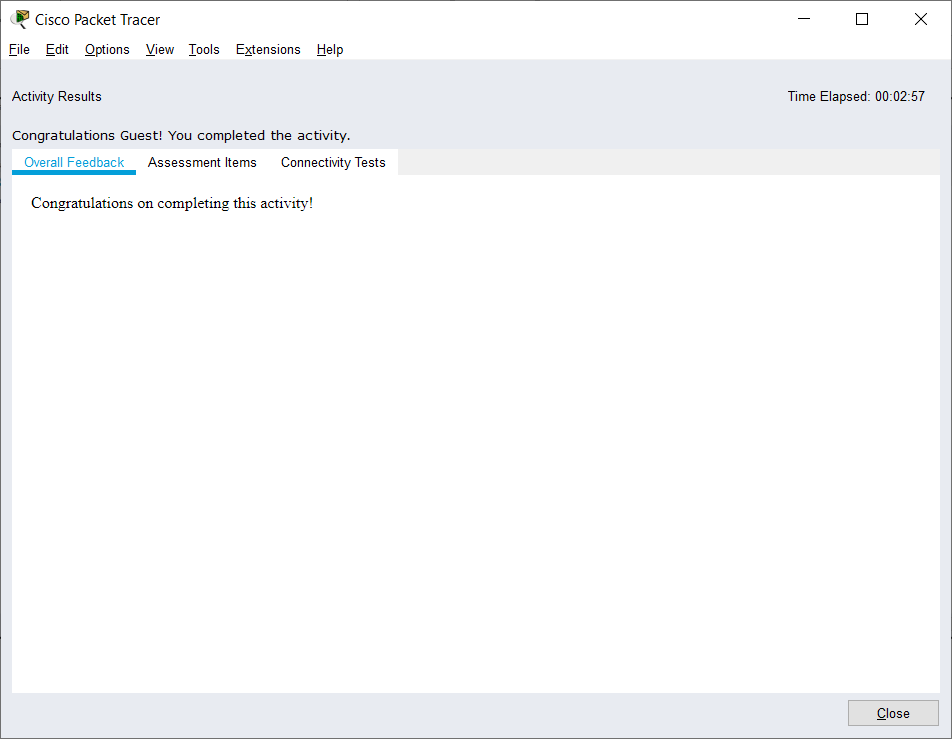 Cisco Packet Tracer
File Edit Options View Tools Extensions Help
Activity Results Time Elapsed: 00:02:57
Congratulations Guest! You completed the activity.
Overall Feedback Assessment Items Connectivity Tests
Congratulations on completing this activity!
Close